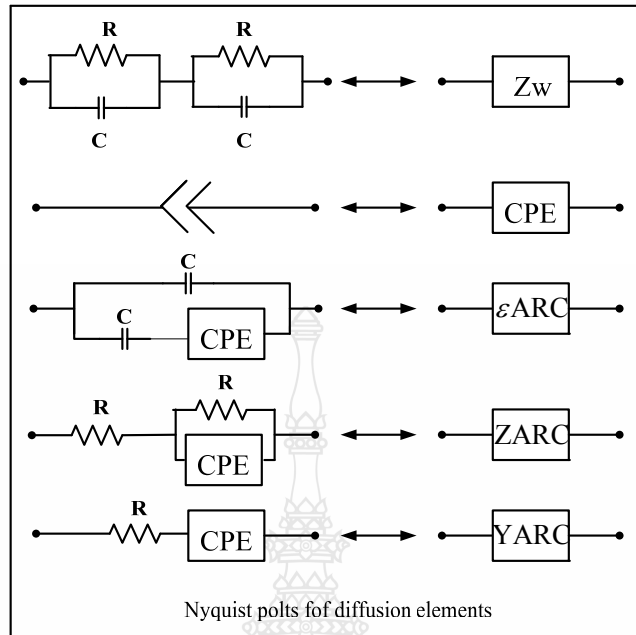 R R
Zw
C C
CPE
C
C
CPE
εARC
R
R
CPE
ZARC
R
CPE
YARC
Nyquist polts fof diffusion elements